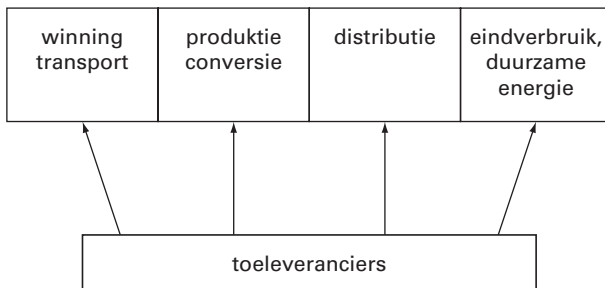 winning
transport
produktie
conversie
distributie
eindverbruik,
duurzame
energie
toeleveranciers